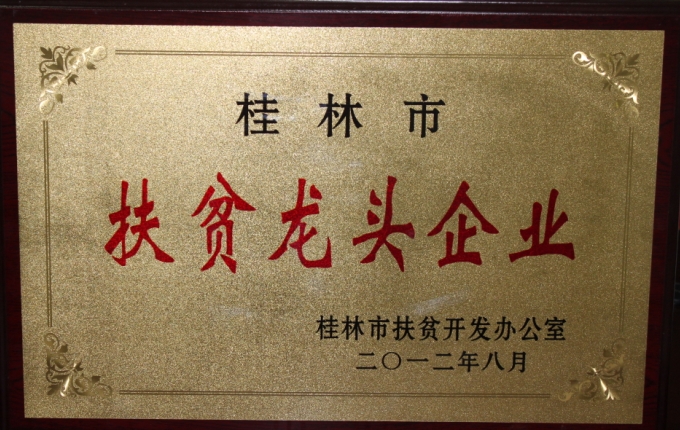 桂林市
扶贫龙头企业
桂林市扶贫开发办公室
二〇一二年八月